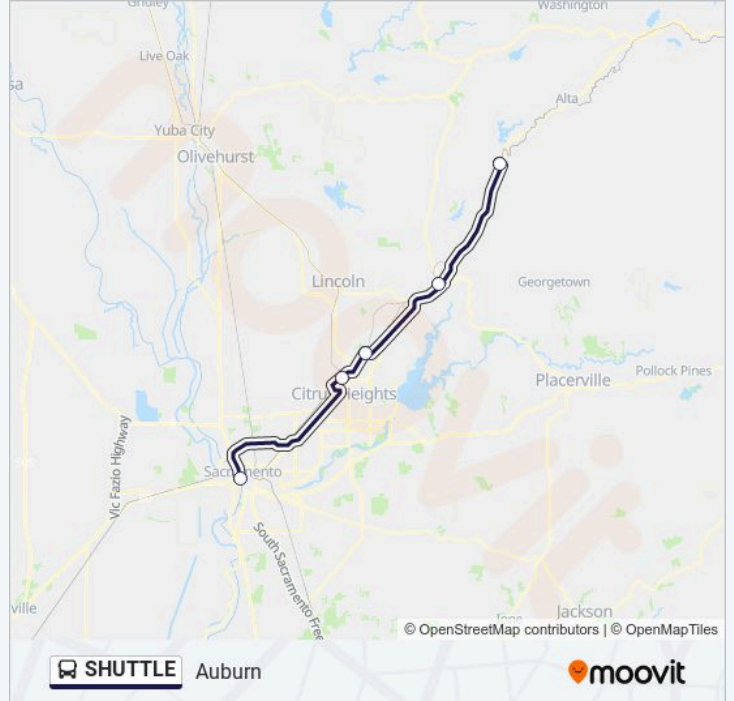 Gridley
Washington
Live Oak
Alta
Yuba City
Olivehurst
Lincoln
Georgetown
Pollock Pines
Placerville
Citrus Heights
Vic Fazio Highway
Sacramento
South Sacramento Free
ville
Jackson
© OpenStreetMap contributors | © OpenMapTiles
SHUTTLE Auburn
moovit